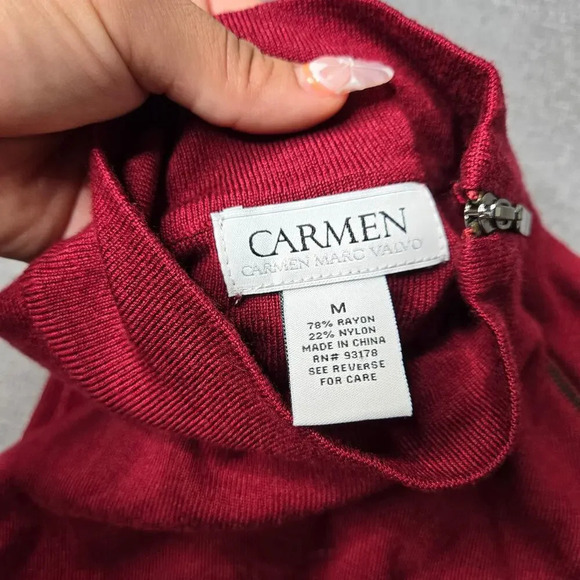 CARMEN
CARMEN MARC VALVO
M
78% RAYON
22% NYLON
MADE IN CHINA
RN# 93178
SEE REVERSE
FOR CARE